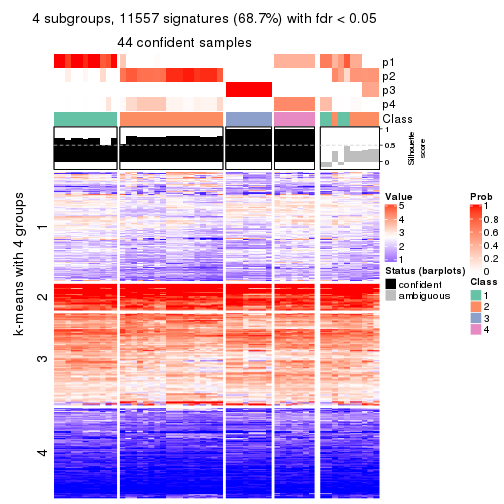 4 subgroups, 11557 signatures (68.7%) with fdr < 0.05
44 confident samples
p1
p2
p3
p4
Class
1
0.5
0
Silhouette
score
k-means with 4 groups
1
2
3
4
Value
5
4
3
2
1
Status (barplots)
confident
ambiguous
Prob
1
0.8
0.6
0.4
0.2
0
Class
1
2
3
4